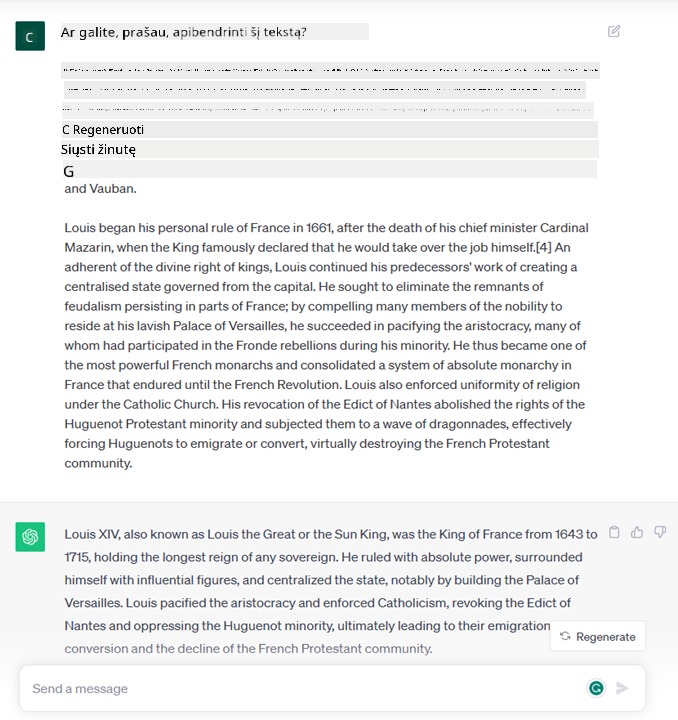 C
Ar galite, prašau, apibendrinti šį tekstą?
C Regeneruoti
Siųsti žinutę
G
and Vauban.
Louis began his personal rule of France in 1661, after the death of his chief minister Cardinal
Mazarin, when the King famously declared that he would take over the job himself.[4] An
adherent of the divine right of kings, Louis continued his predecessors' work of creating a
centralised state governed from the capital. He sought to eliminate the remnants of
feudalism persisting in parts of France; by compelling many members of the nobility to
reside at his lavish Palace of Versailles, he succeeded in pacifying the aristocracy, many of
whom had participated in the Fronde rebellions during his minority. He thus became one of
the most powerful French monarchs and consolidated a system of absolute monarchy in
France that endured until the French Revolution. Louis also enforced uniformity of religion
under the Catholic Church. His revocation of the Edict of Nantes abolished the rights of the
Huguenot Protestant minority and subjected them to a wave of dragonnades, effectively
forcing Huguenots to emigrate or convert, virtually destroying the French Protestant
community.
Louis XIV, also known as Louis the Great or the Sun King, was the King of France from 1643 to
1715, holding the longest reign of any sovereign. He ruled with absolute power, surrounded
himself with influential figures, and centralized the state, notably by building the Palace of
Versailles. Louis pacified the aristocracy and enforced Catholicism, revoking the Edict of
Nantes and oppressing the Huguenot minority, ultimately leading to their emigration
Regenerate
conversion and the decline of the French Protestant community.
Send a message